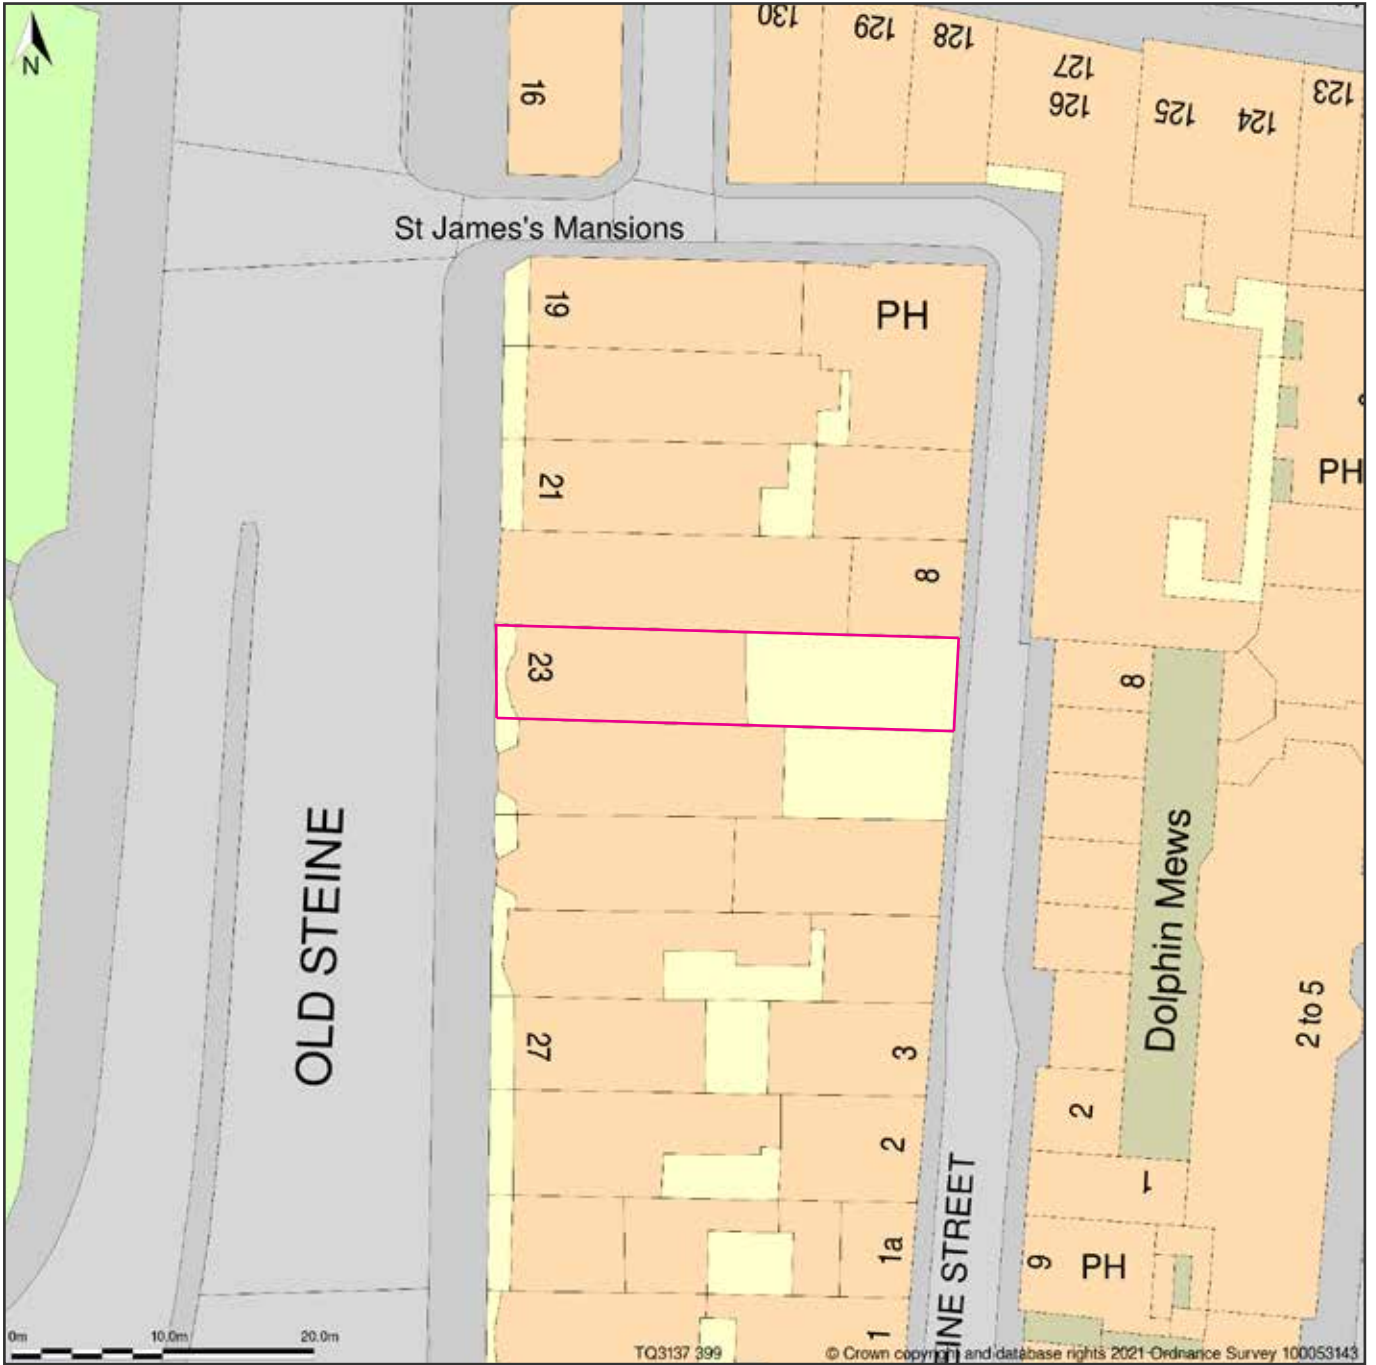 N
16
130
129
128
127
126
125
124
123
St James's Mansions
19
PH
21
PH
8
23
8
OLD STEINE
Dolphin Mews
2 to 5
27
3
2
2
1
1a
INE STREET
9
PH
1
0m
10.0m
20.0m
TQ3137 399
© Crown copyright and database rights 2021 Ordnance Survey 100053143